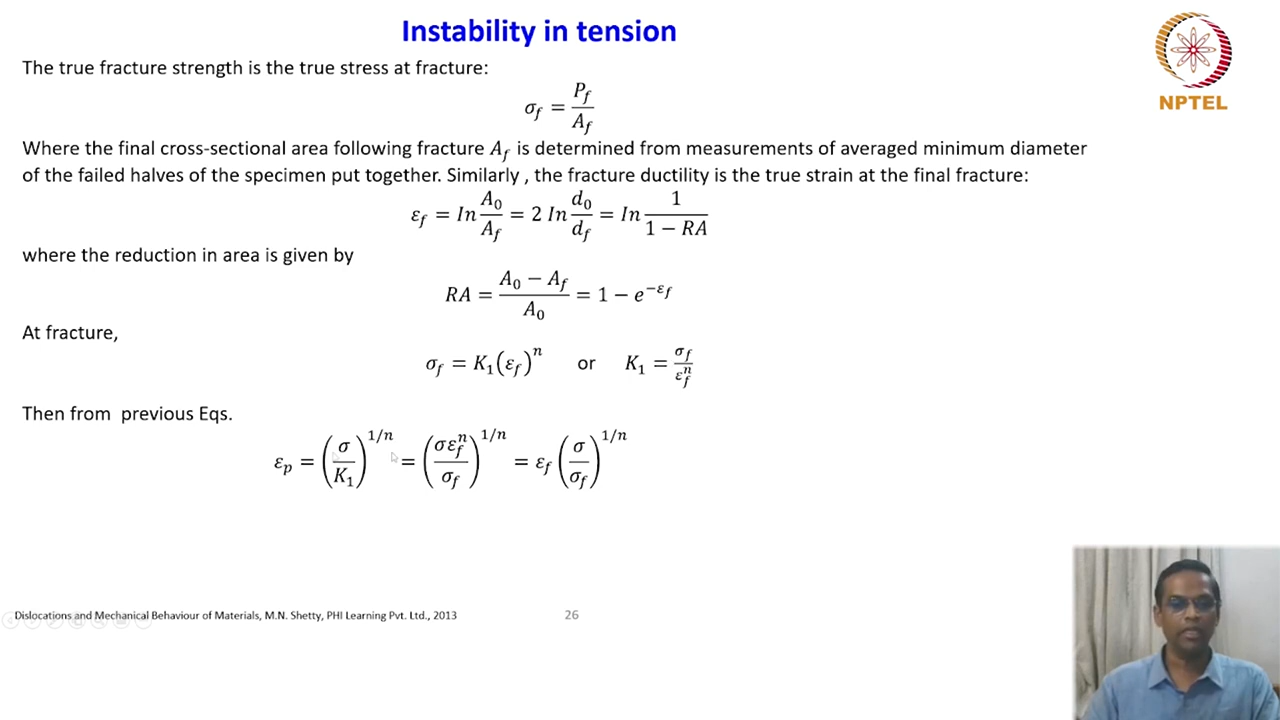 Instability in tension
NPTEL
The true fracture strength is the true stress at fracture:
σ_f = P_f / A_f
Where the final cross-sectional area following fracture A_f is determined from measurements of averaged minimum diameter
of the failed halves of the specimen put together. Similarly , the fracture ductility is the true strain at the final fracture:
ε_f = In A_0 / A_f = 2 In d_0 / d_f = In 1 / (1 − RA)
where the reduction in area is given by
RA = (A_0 − A_f) / A_0 = 1 − e^(−ε_f)
At fracture,
σ_f = K_1(ε_f)^n or K_1 = σ_f / ε_f^n
Then from previous Eqs.
ε_p = (σ / K_1)^(1/n) = (σε_f^n / σ_f)^(1/n) = ε_f (σ / σ_f)^(1/n)
Dislocations and Mechanical Behaviour of Materials, M.N. Shetty, PHI Learning Pvt. Ltd., 2013
26